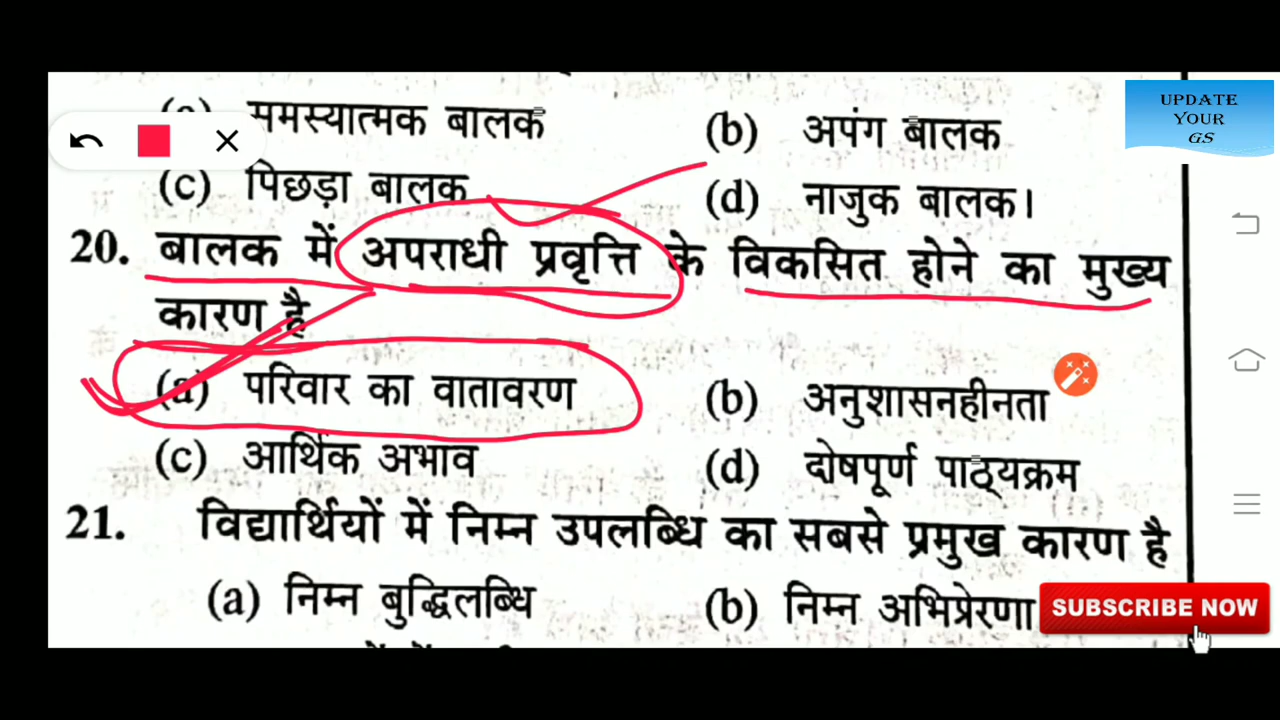 UPDATE
YOUR
GS
समस्यात्मक बालक
(b) अपंग बालक
(c) पिछड़ा बालक
(d) नाजुक बालक।
20. बालक में अपराधी प्रवृत्ति के विकसित होने का मुख्य
कारण है
(a) परिवार का वातावरण
(b) अनुशासनहीनता
(c) आर्थिक अभाव
(d) दोषपूर्ण पाठ्यक्रम
21. विद्यार्थियों में निम्न उपलब्धि का सबसे प्रमुख कारण है
(a) निम्न बुद्धिलब्धि
(b) निम्न अभिप्रेरणा
SUBSCRIBE NOW